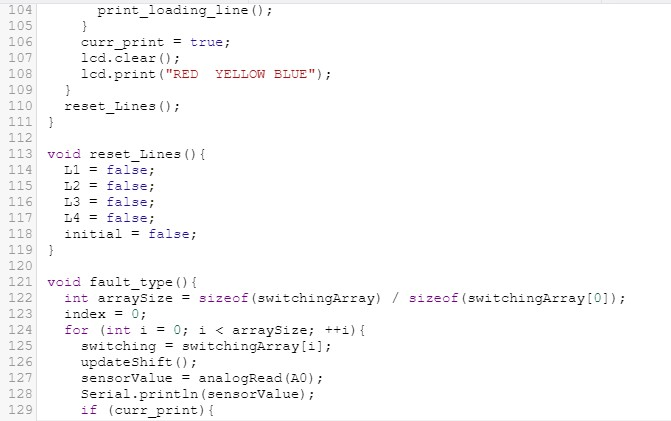 104 print_loading_line();
105 }
106 curr_print = true;
107 lcd.clear();
108 lcd.print("RED  YELLOW BLUE");
109 }
110 reset_Lines();
111 }
112
113 void reset_Lines(){
114 L1 = false;
115 L2 = false;
116 L3 = false;
117 L4 = false;
118 initial = false;
119 }
120
121 void fault_type(){
122 int arraySize = sizeof(switchingArray) / sizeof(switchingArray[0]);
123 index = 0;
124 for (int i = 0; i < arraySize; ++i){
125 switching = switchingArray[i];
126 updateShift();
127 sensorValue = analogRead(A0);
128 Serial.println(sensorValue);
129 if (curr_print){